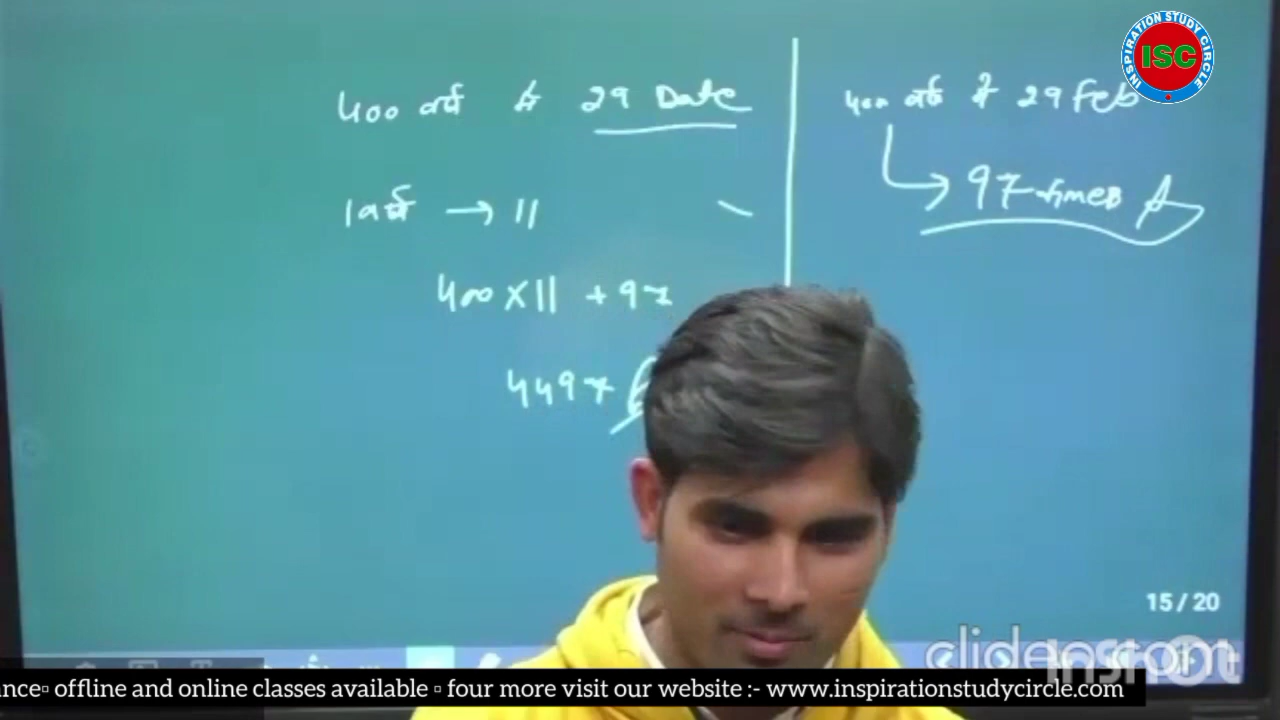 400 वर्ष में 29 Date
1 वर्ष → 11
400 X 11 + 97
4497
400 वर्ष में 29 Feb
→ 97 times
INSPIRATION STUDY CIRCLE
ISC
15 / 20
nce▫ offline and online classes available ▫ four more visit our website :- www.inspirationstudycircle.com